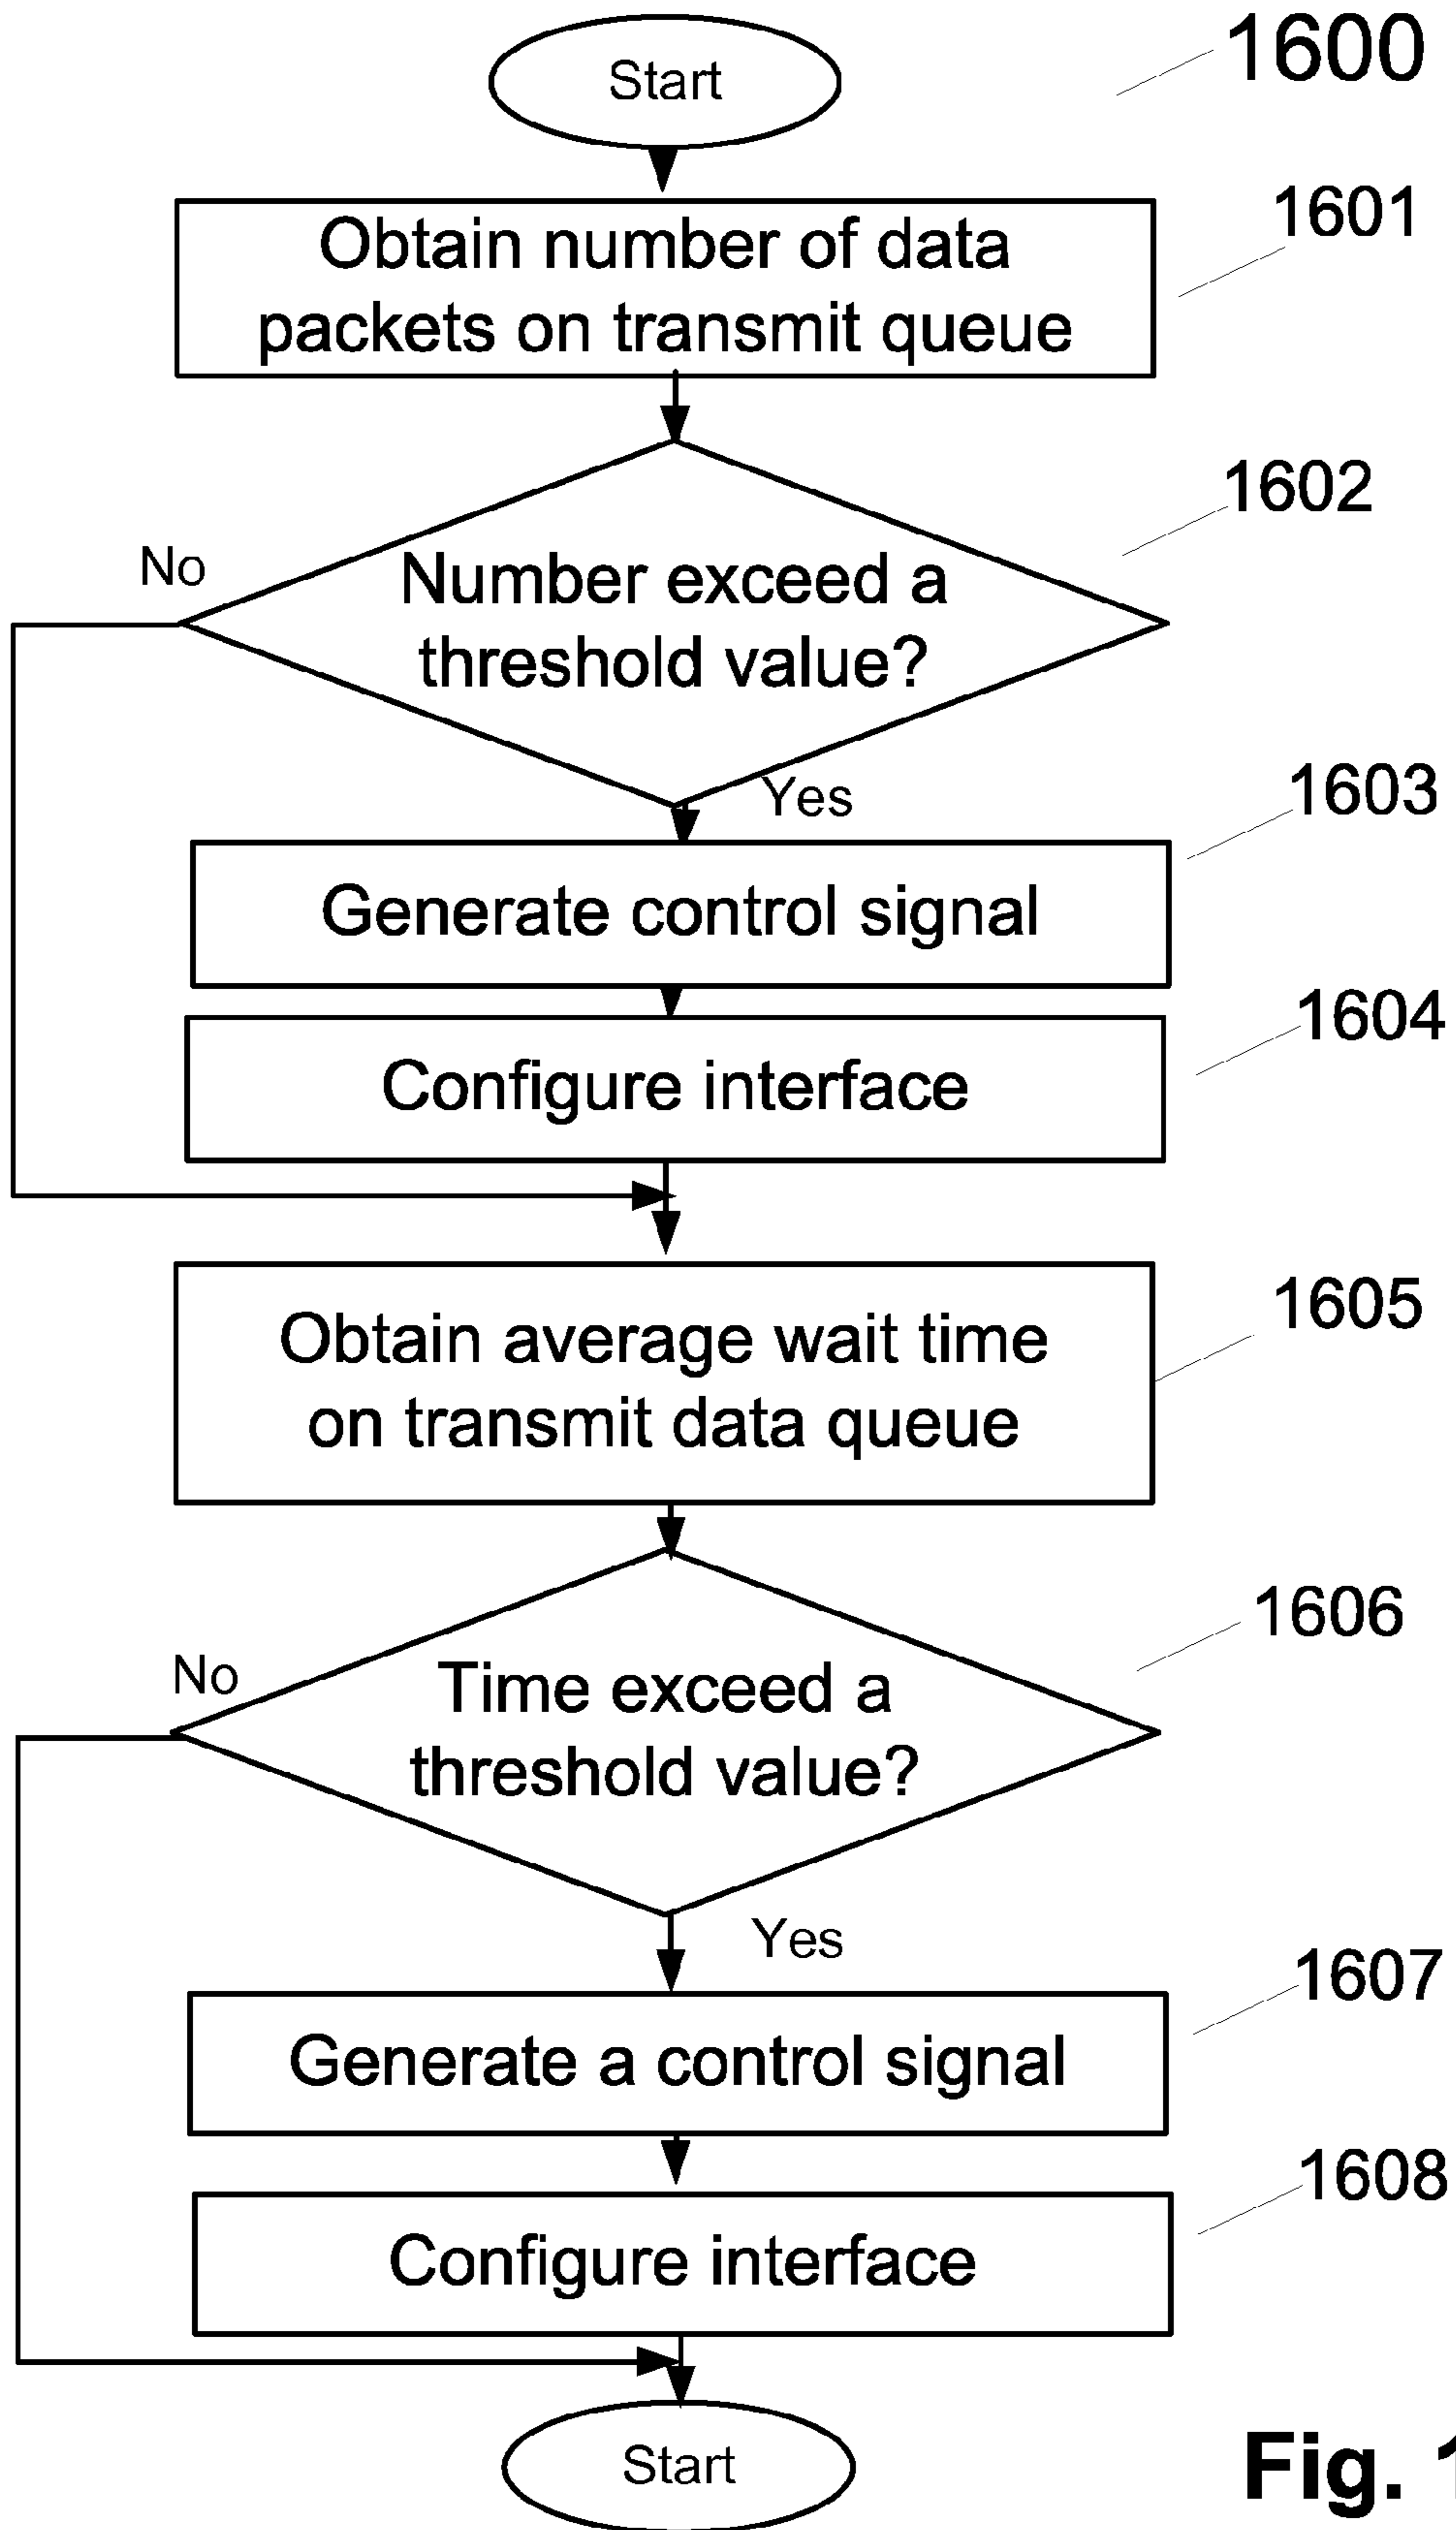 Start
1600
Obtain number of data
packets on transmit queue
1601
Number exceed a
threshold value?
1602
No
Yes
Generate control signal
1603
Configure interface
1604
Obtain average wait time
on transmit data queue
1605
Time exceed a
threshold value?
1606
No
Yes
Generate a control signal
1607
Configure interface
1608
Start
Fig. 1